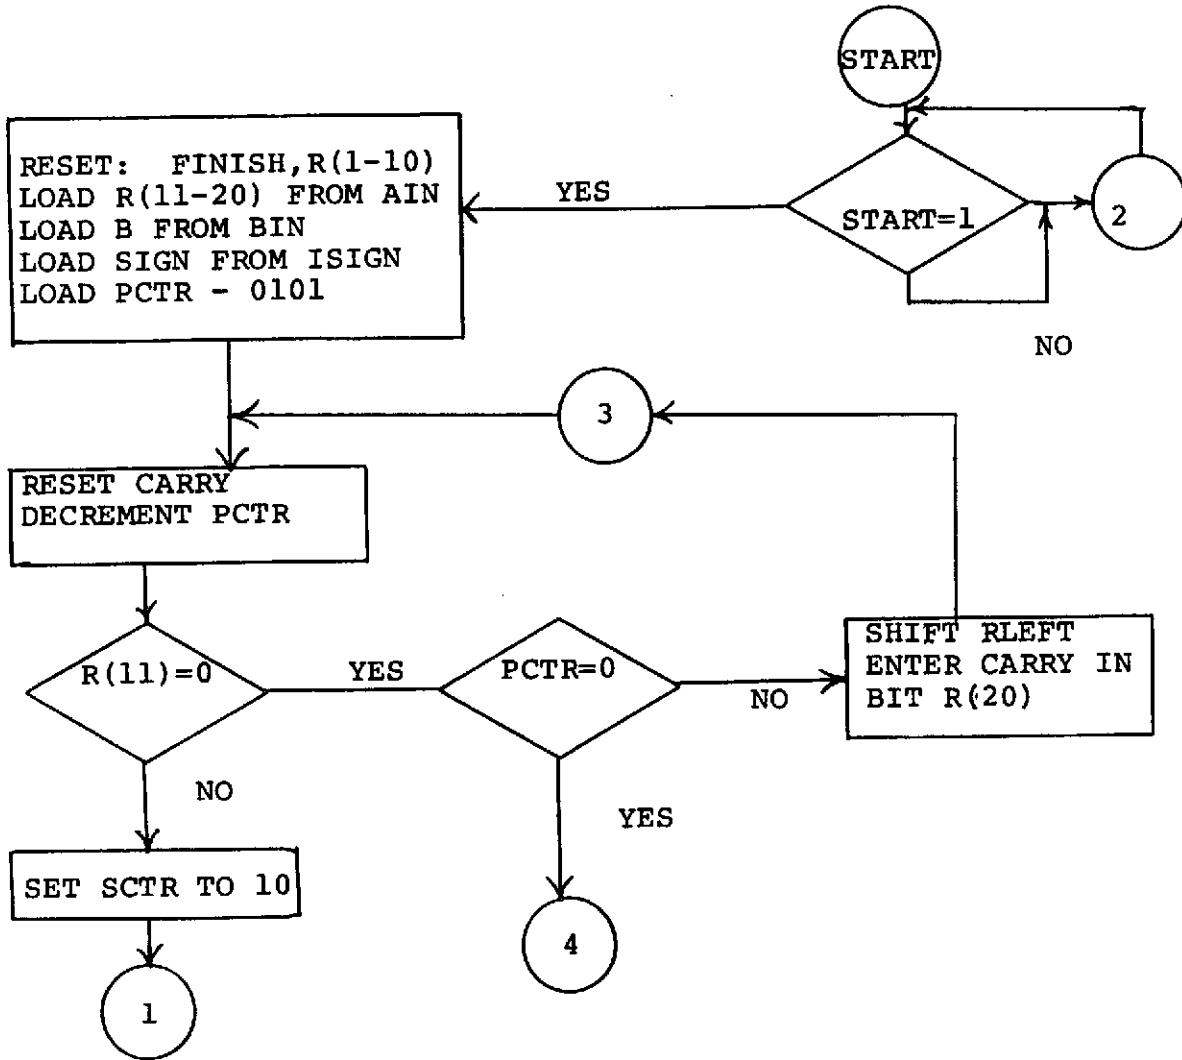 START
START=1
YES
NO
2
RESET: FINISH,R(1-10)
LOAD R(11-20) FROM AIN
LOAD B FROM BIN
LOAD SIGN FROM ISIGN
LOAD PCTR - 0101
3
RESET CARRY
DECREMENT PCTR
R(11)=0
YES
NO
PCTR=0
NO
YES
SHIFT RLEFT
ENTER CARRY IN
BIT R(20)
SET SCTR TO 10
4
1